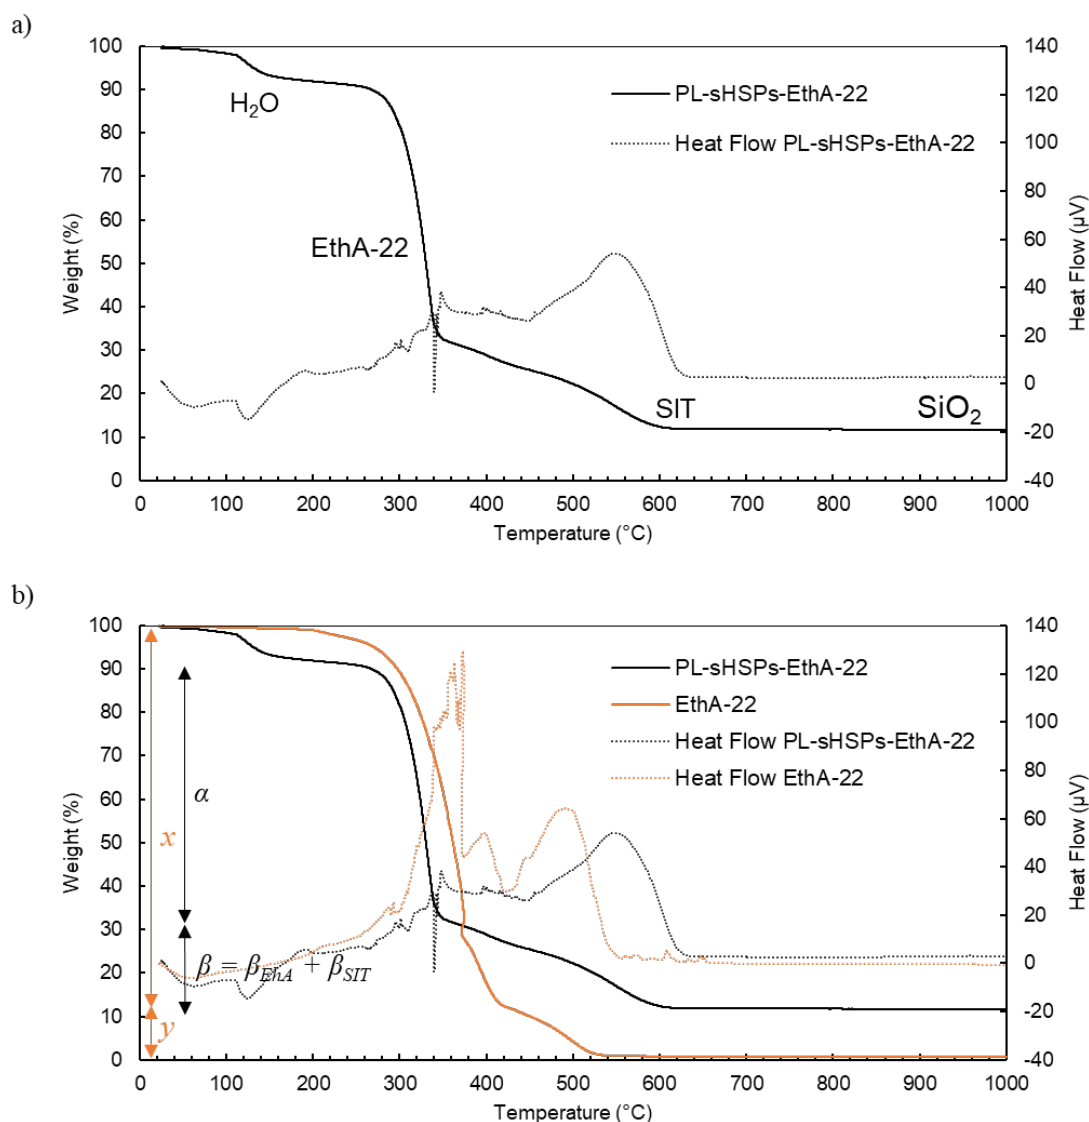 a)
100
90
80
70
60
50
40
30
20
10
0
Weight (%)
140
120
100
80
60
40
20
0
-20
-40
Heat Flow (µV)
PL-sHSPs-EthA-22
Heat Flow PL-sHSPs-EthA-22
H₂O
EthA-22
SIT
SiO₂
0 100 200 300 400 500 600 700 800 900 1000
Temperature (°C)
b)
100
90
80
70
60
50
40
30
20
10
0
Weight (%)
140
120
100
80
60
40
20
0
-20
-40
Heat Flow (µV)
PL-sHSPs-EthA-22
EthA-22
Heat Flow PL-sHSPs-EthA-22
Heat Flow EthA-22
α
x
β = β_EhA + β_SIT
y
0 100 200 300 400 500 600 700 800 900 1000
Temperature (°C)